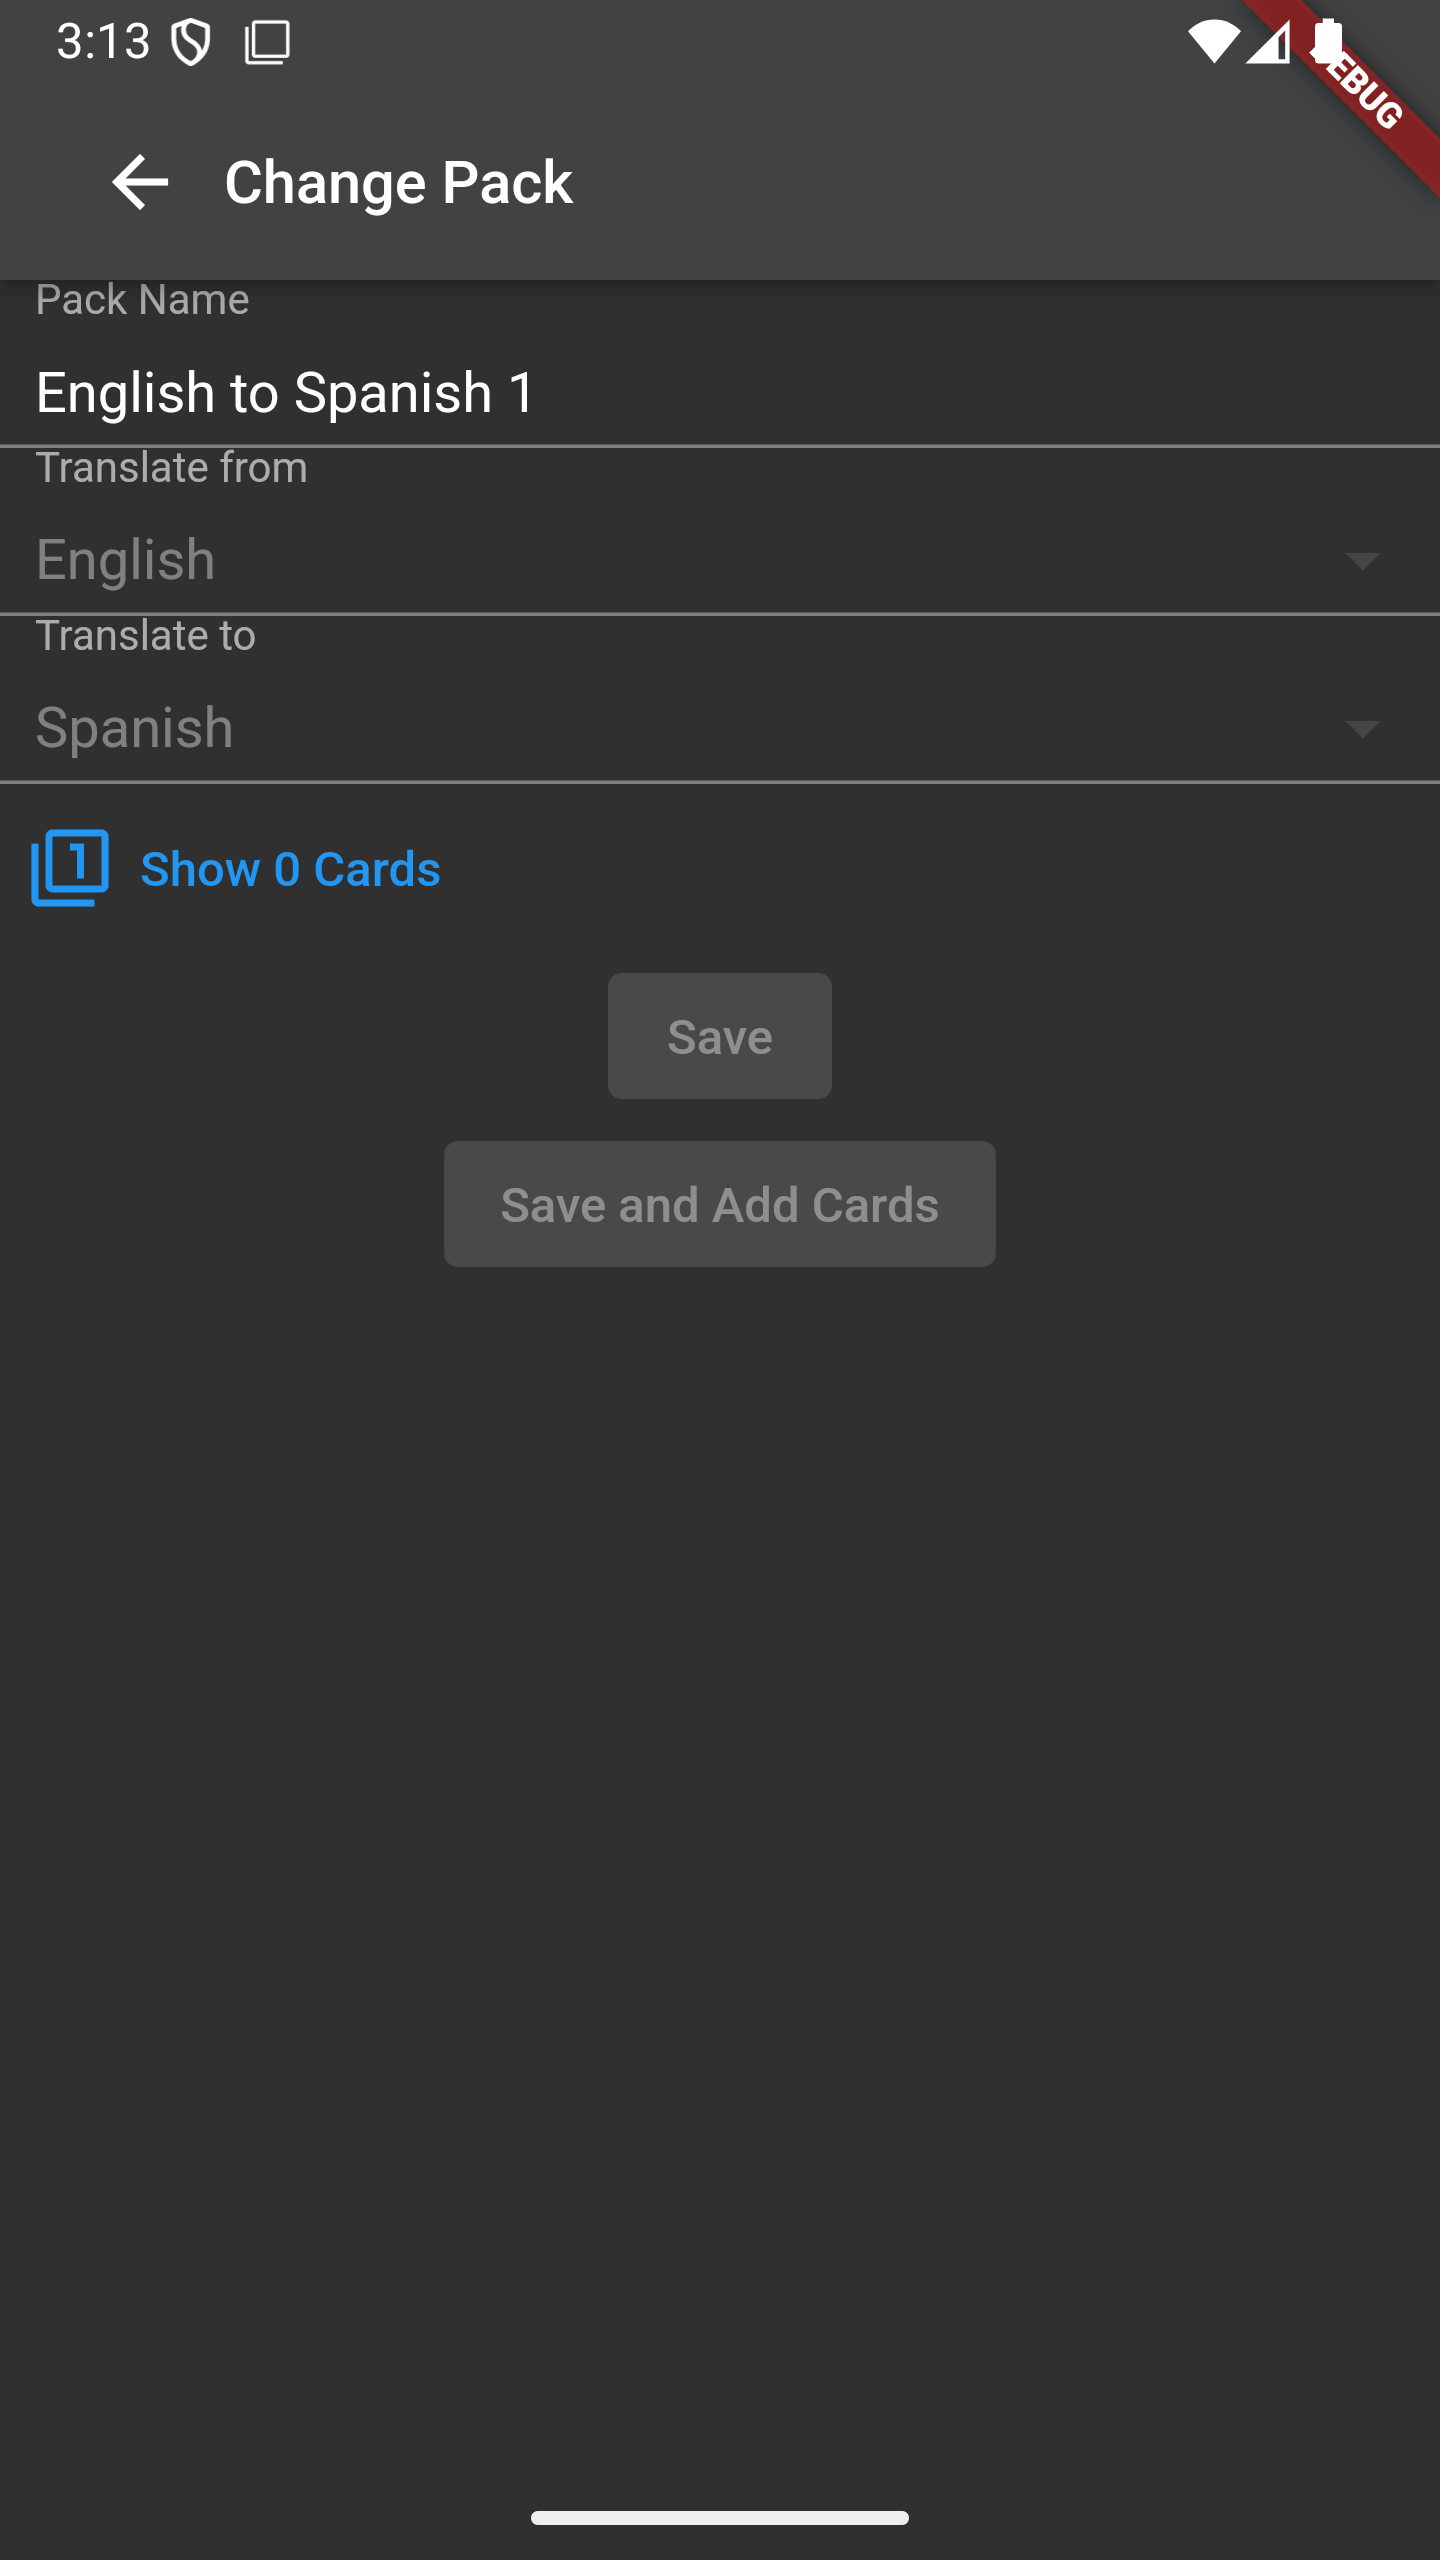 3:13
EBUG
Change Pack
Pack Name
English to Spanish 1
Translate from
English
Translate to
Spanish
1
Show 0 Cards
Save
Save and Add Cards